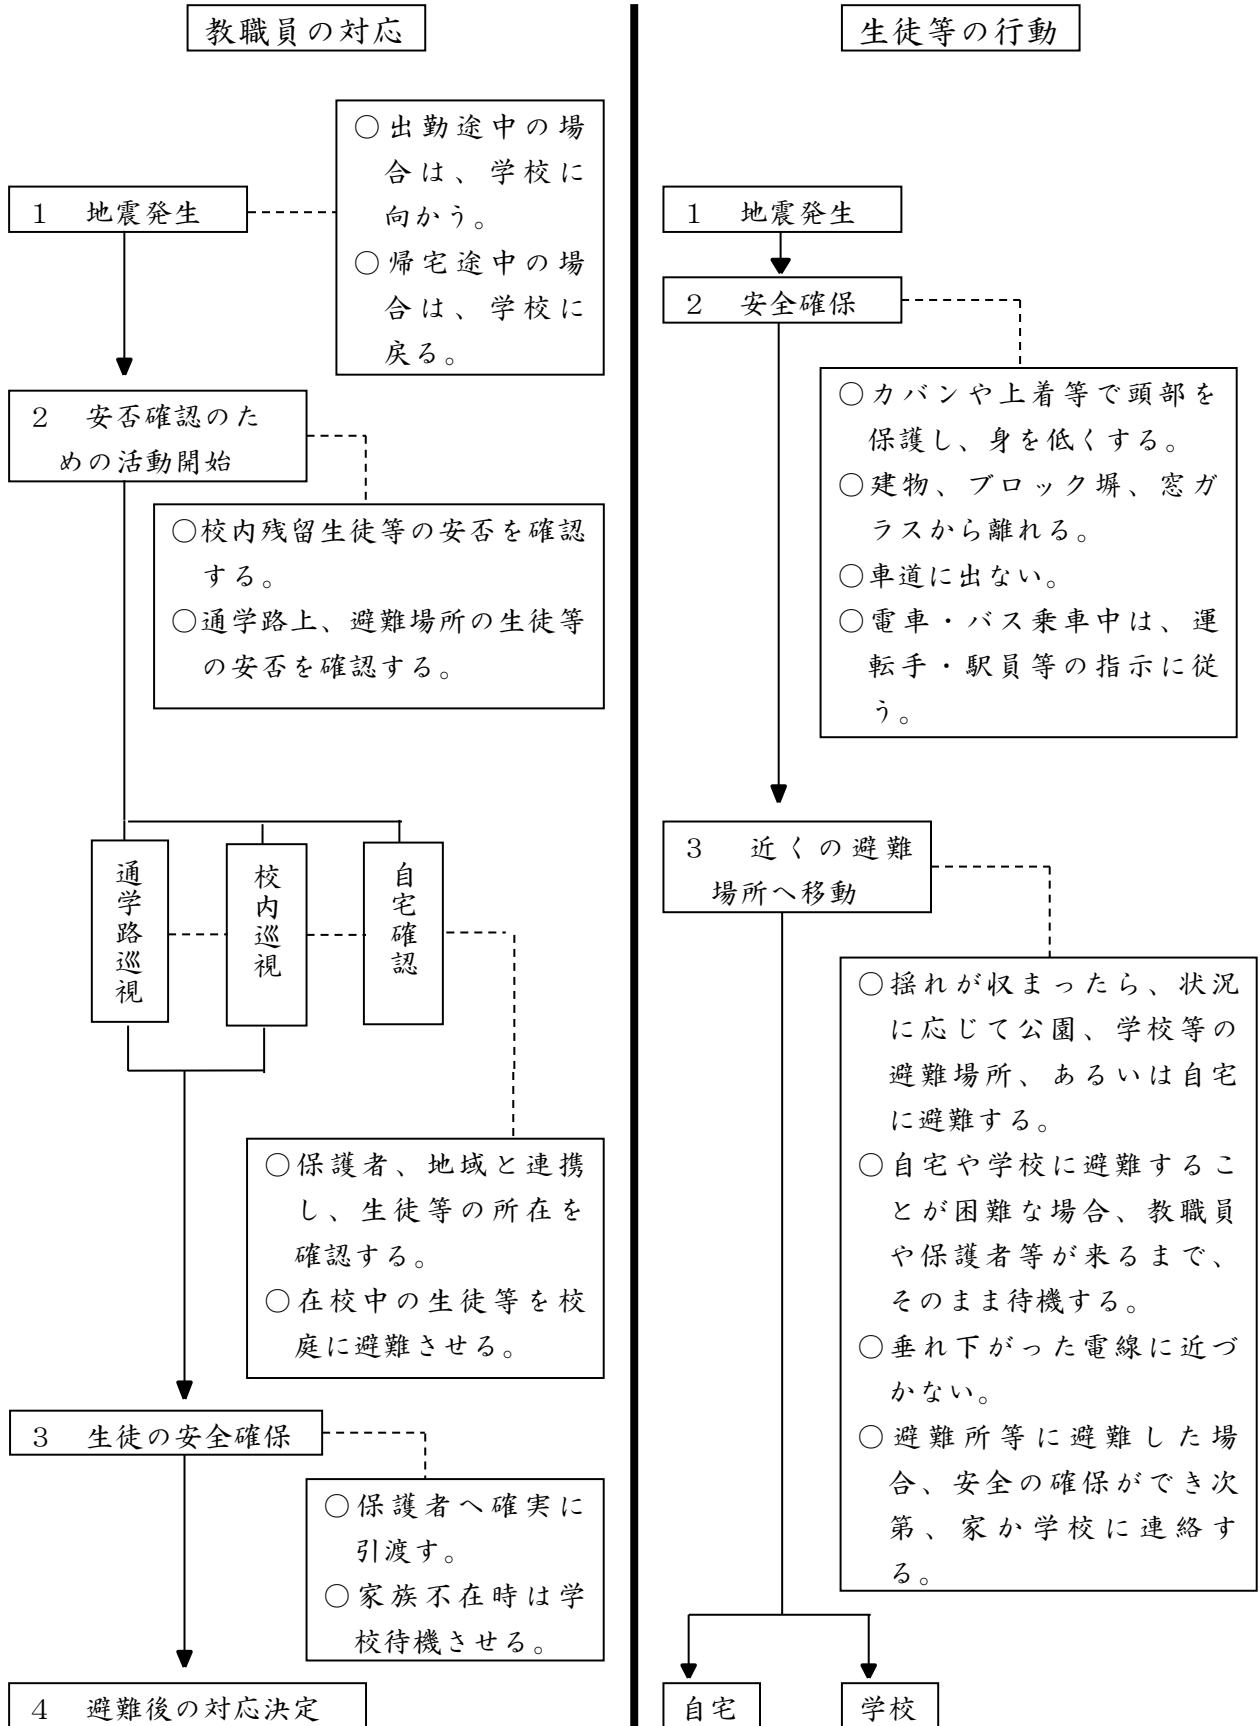 教職員の対応
○出勤途中の場
合は、学校に
向かう。
○帰宅途中の場
合は、学校に
戻る。
1 地震発生
2 安否確認のた
めの活動開始
○校内残留生徒等の安否を確認
する。
○通学路上、避難場所の生徒等
の安否を確認する。
通学路巡視
校内巡視
自宅確認
○保護者、地域と連携
し、生徒等の所在を
確認する。
○在校中の生徒等を校
庭に避難させる。
3 生徒の安全確保
○保護者へ確実に
引渡す。
○家族不在時は学
校待機させる。
4 避難後の対応決定
生徒等の行動
1 地震発生
2 安全確保
○カバンや上着等で頭部を
保護し、身を低くする。
○建物、ブロック塀、窓ガ
ラスから離れる。
○車道に出ない。
○電車・バス乗車中は、運
転手・駅員等の指示に従
う。
3 近くの避難
場所へ移動
○揺れが収まったら、状況
に応じて公園、学校等の
避難場所、あるいは自宅
に避難する。
○自宅や学校に避難するこ
とが困難な場合、教職員
や保護者等が来るまで、
そのまま待機する。
○垂れ下がった電線に近づ
かない。
○避難所等に避難した場
合、安全の確保ができ次
第、家か学校に連絡す
る。
自宅
学校